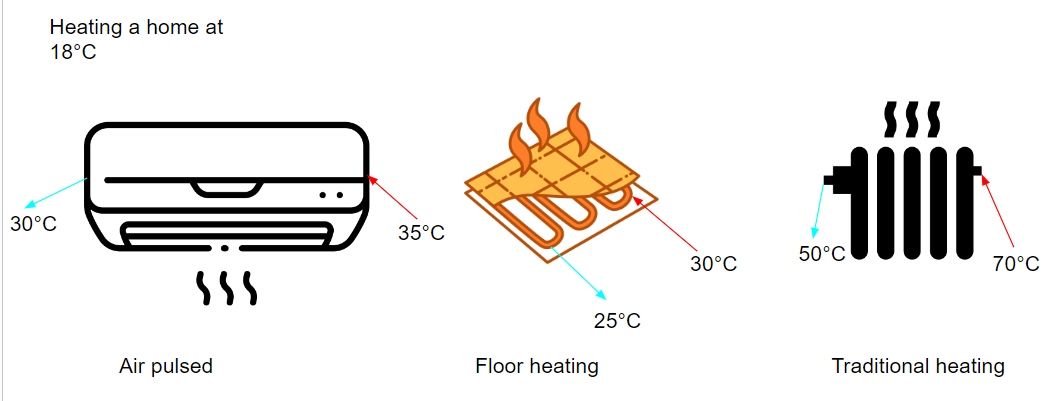 Heating a home at
18°C
30°C
35°C
30°C
25°C
50°C
70°C
Air pulsed
Floor heating
Traditional heating